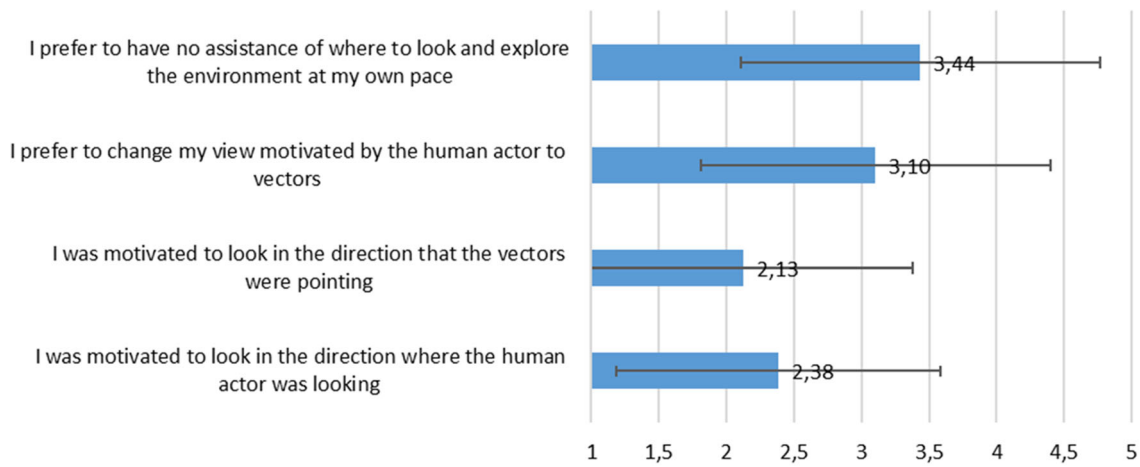 I prefer to have no assistance of where to look and explore
the environment at my own pace
3,44
I prefer to change my view motivated by the human actor to
vectors
3,10
I was motivated to look in the direction that the vectors
were pointing
2,13
I was motivated to look in the direction where the human
actor was looking
2,38
1 1,5 2 2,5 3 3,5 4 4,5 5